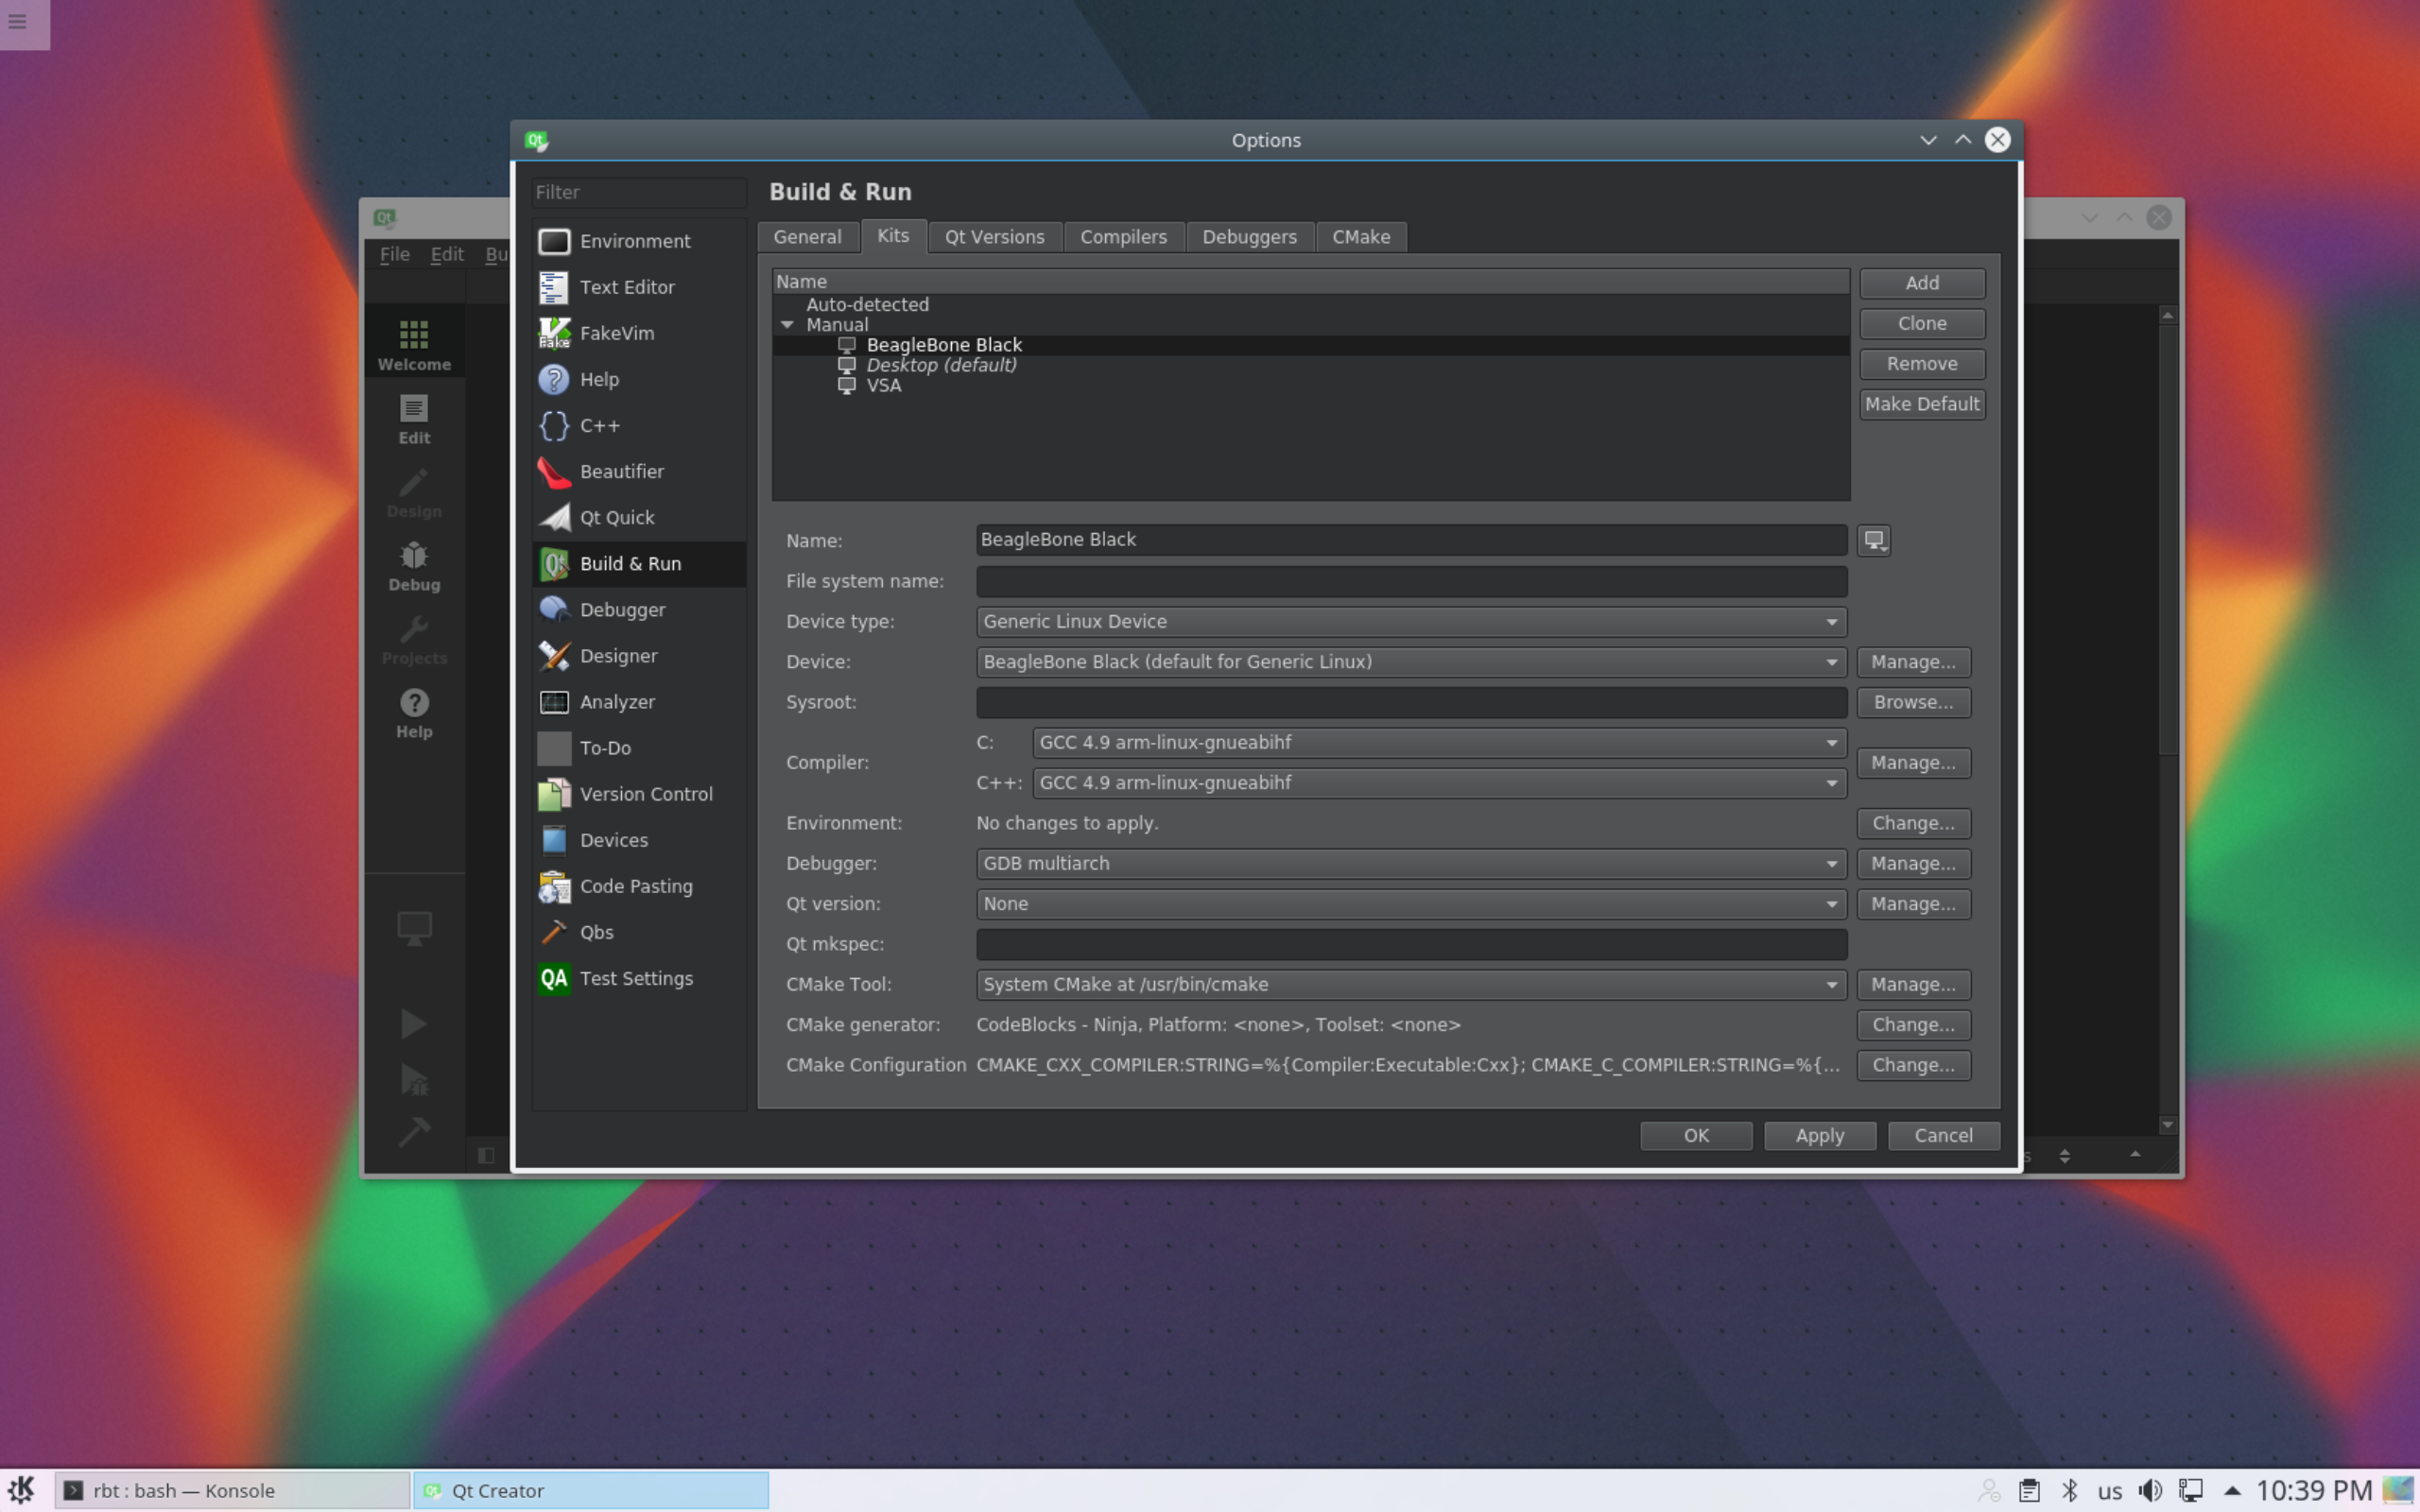 Options
Filter
Environment
Text Editor
FakeVim
Help
C++
Beautifier
Qt Quick
Build & Run
Debugger
Designer
Analyzer
To-Do
Version Control
Devices
Code Pasting
Qbs
QA Test Settings
Build & Run
General Kits Qt Versions Compilers Debuggers CMake
Name
Auto-detected
Manual
BeagleBone Black
Desktop (default)
VSA
Add
Clone
Remove
Make Default
Name: BeagleBone Black
File system name:
Device type: Generic Linux Device
Device: BeagleBone Black (default for Generic Linux) Manage...
Sysroot: Browse...
Compiler: Manage...
C: GCC 4.9 arm-linux-gnueabihf
C++: GCC 4.9 arm-linux-gnueabihf
Environment: No changes to apply. Change...
Debugger: GDB multiarch Manage...
Qt version: None Manage...
Qt mkspec:
CMake Tool: System CMake at /usr/bin/cmake Manage...
CMake generator: CodeBlocks - Ninja, Platform: <none>, Toolset: <none> Change...
CMake Configuration CMAKE_CXX_COMPILER:STRING=%{Compiler:Executable:Cxx}; CMAKE_C_COMPILER:STRING=%{... Change...
OK Apply Cancel
File Edit Bu
Welcome
Edit
Design
Debug
Projects
Help
rbt : bash — Konsole
Qt Creator
us
10:39 PM